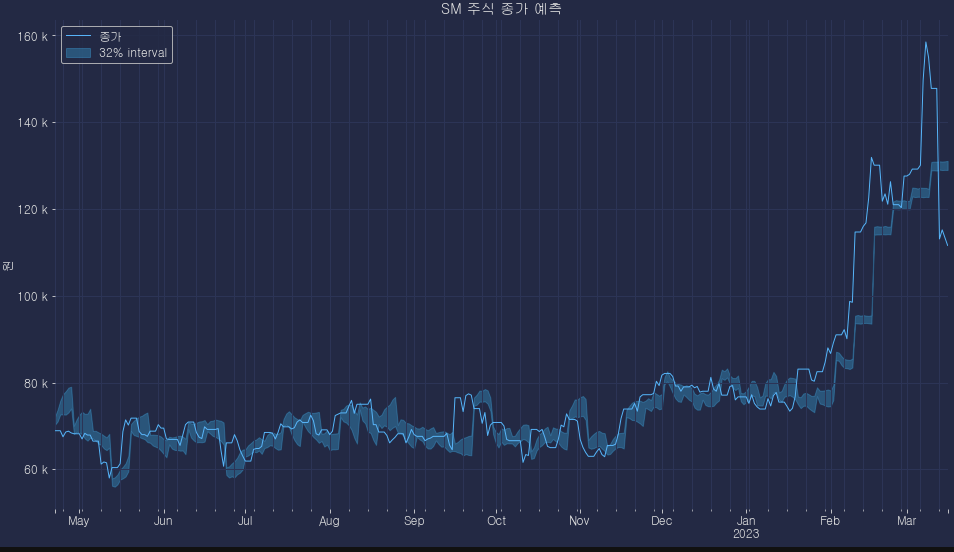 SM 주식 종가 예측
종가
32% interval
160 k
140 k
120 k
100 k
80 k
60 k
원
May Jun Jul Aug Sep Oct Nov Dec Jan Feb Mar
2023